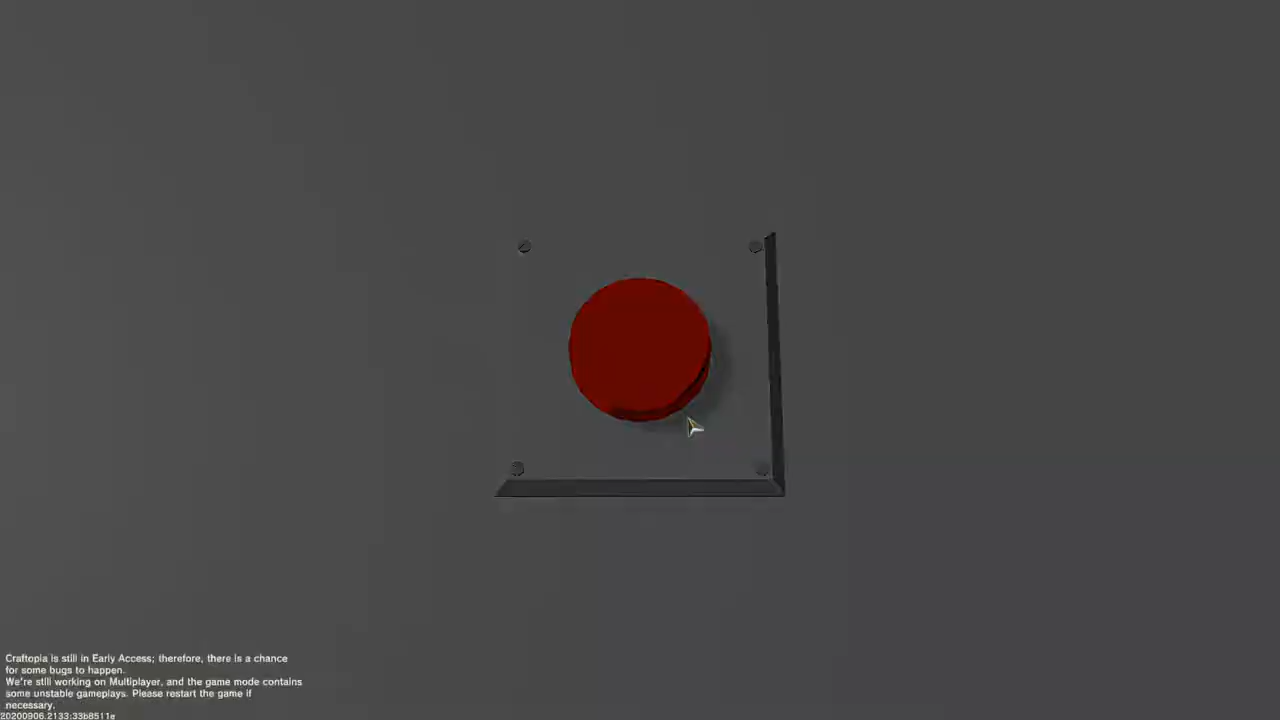 Craftopia is still in Early Access; therefore, there is a chance
for some bugs to happen.
We're still working on Multiplayer, and the game mode contains
some unstable gameplays. Please restart the game if
necessary.
20200906.2133:33b8511e